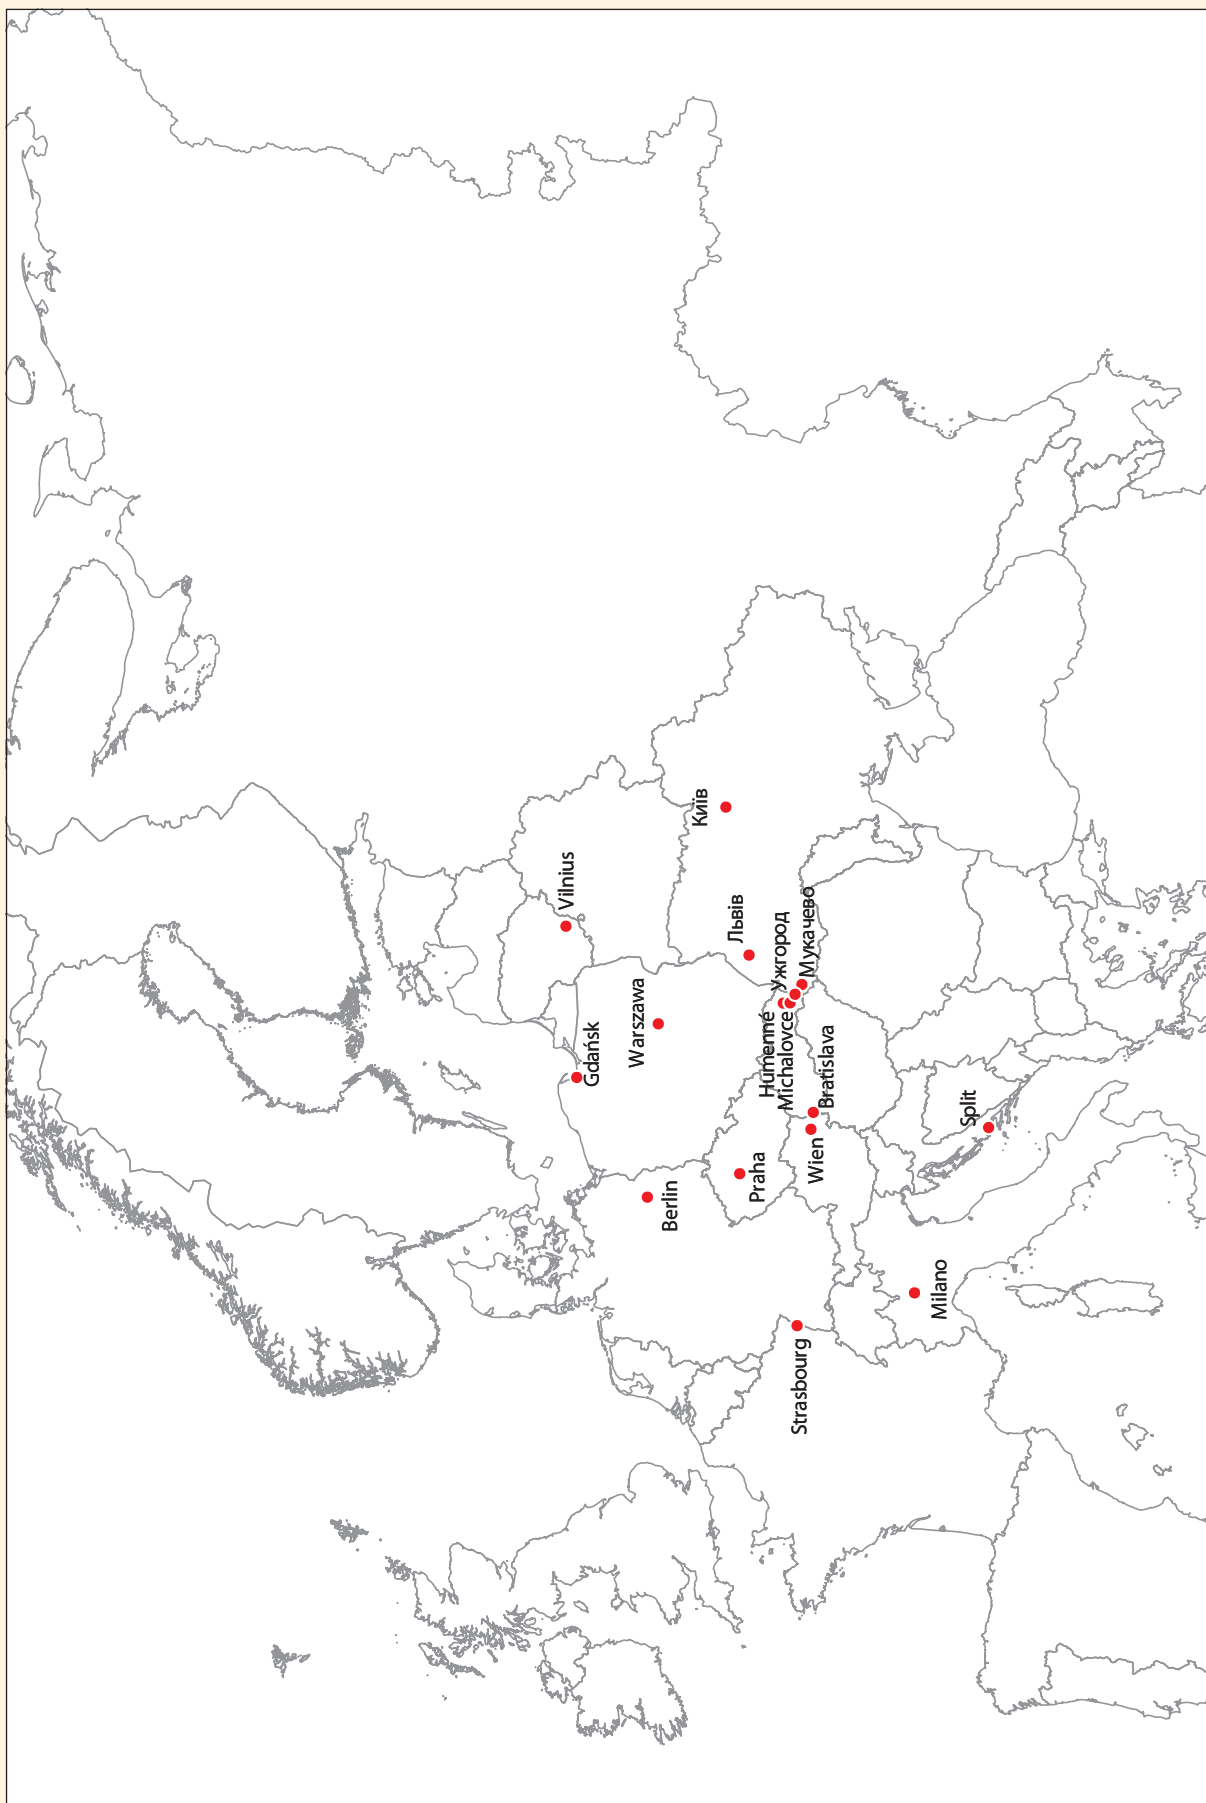 Vilnius
Gdańsk
Warszawa
Berlin
Київ
Львів
Praha
Humenné
Ужгород
Michalovce
Мукачево
Strasbourg
Wien
Bratislava
Milano
Split